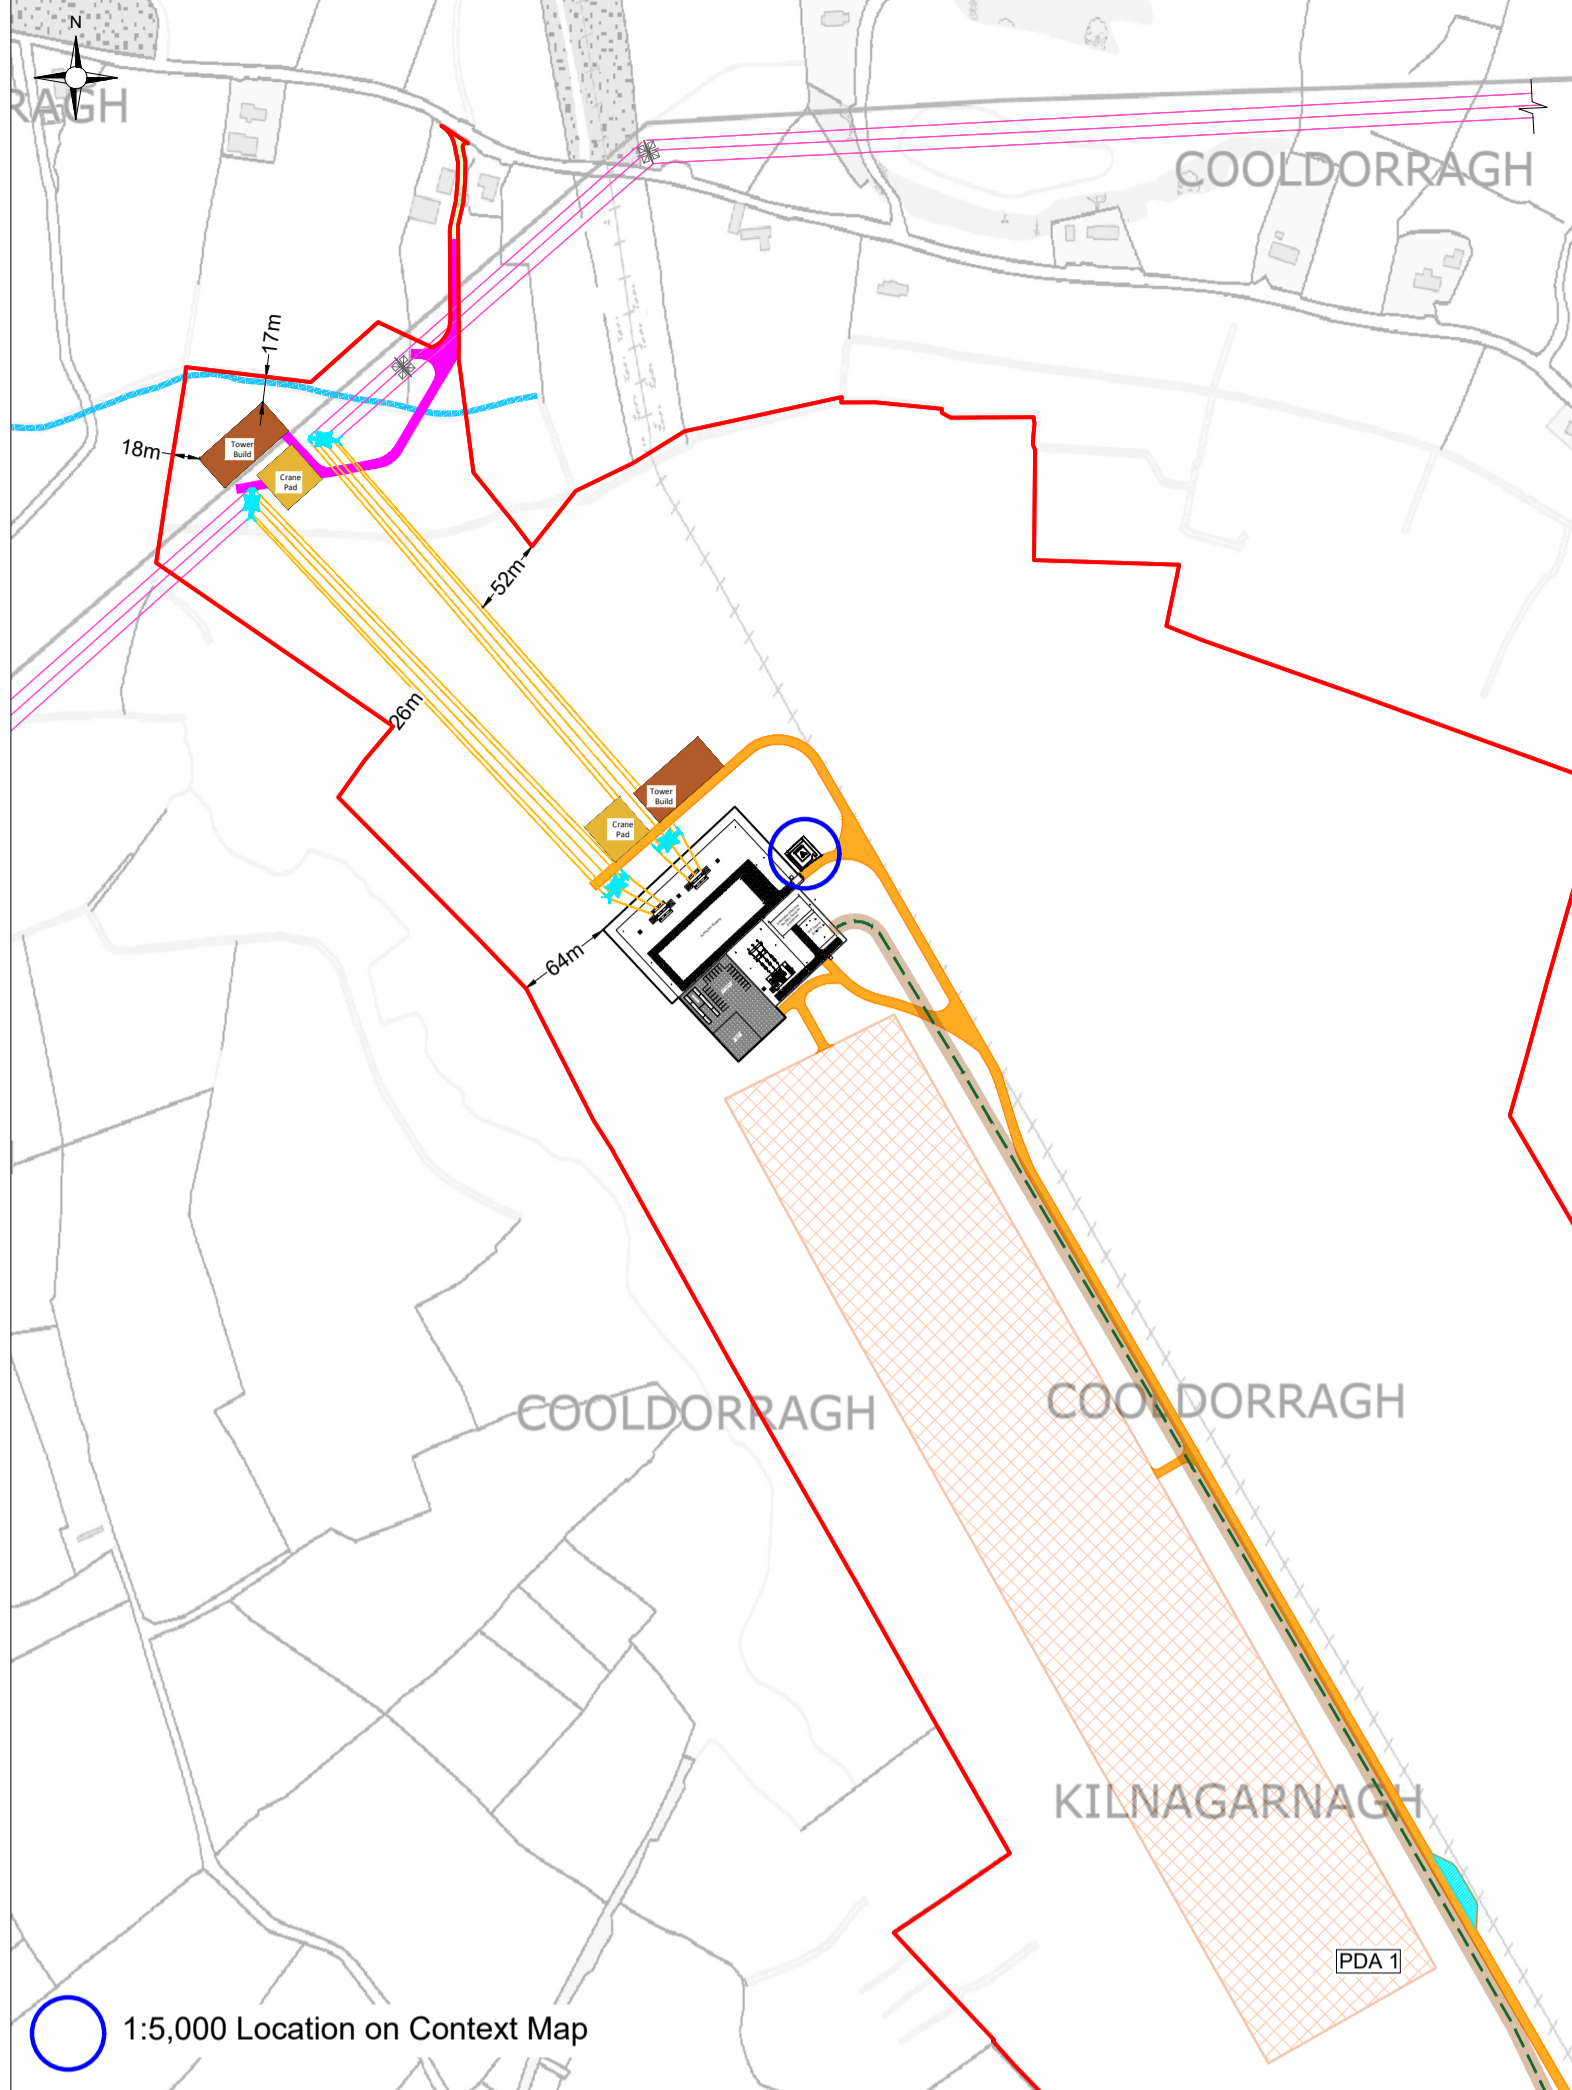 N
RAGH
COOLDORRAGH
17m
18m
Tower
Build
Crane
Pad
52m
26m
Tower
Build
Crane
Pad
64m
COOLDORRAGH
COOLDORRAGH
KILNAGARNAGH
PDA 1
1:5,000 Location on Context Map